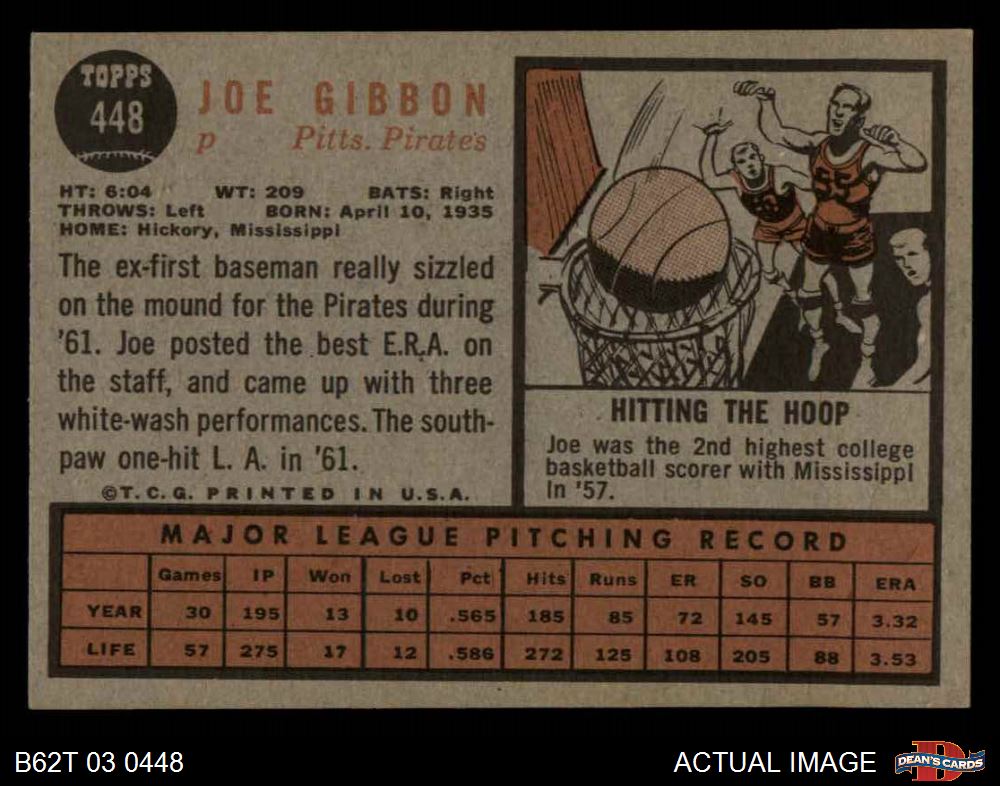 TOPPS
448
JOE GIBBON
p Pitts. Pirates
HT: 6:04 WT: 209 BATS: Right
THROWS: Left BORN: April 10, 1935
HOME: Hickory, Mississippi
The ex-first baseman really sizzled
on the mound for the Pirates during
'61. Joe posted the best E.R.A. on
the staff, and came up with three
white-wash performances. The south-
paw one-hit L. A. in '61.
©T.C.G. PRINTED IN U.S.A.
55
HITTING THE HOOP
Joe was the 2nd highest college
basketball scorer with Mississippi
in '57.
MAJOR LEAGUE PITCHING RECORD
Games IP Won Lost Pct Hits Runs ER SO BB ERA
YEAR 30 195 13 10 .565 185 85 72 145 57 3.32
LIFE 57 275 17 12 .586 272 125 108 205 88 3.53
B62T 03 0448
ACTUAL IMAGE
D
DEAN'S CARDS